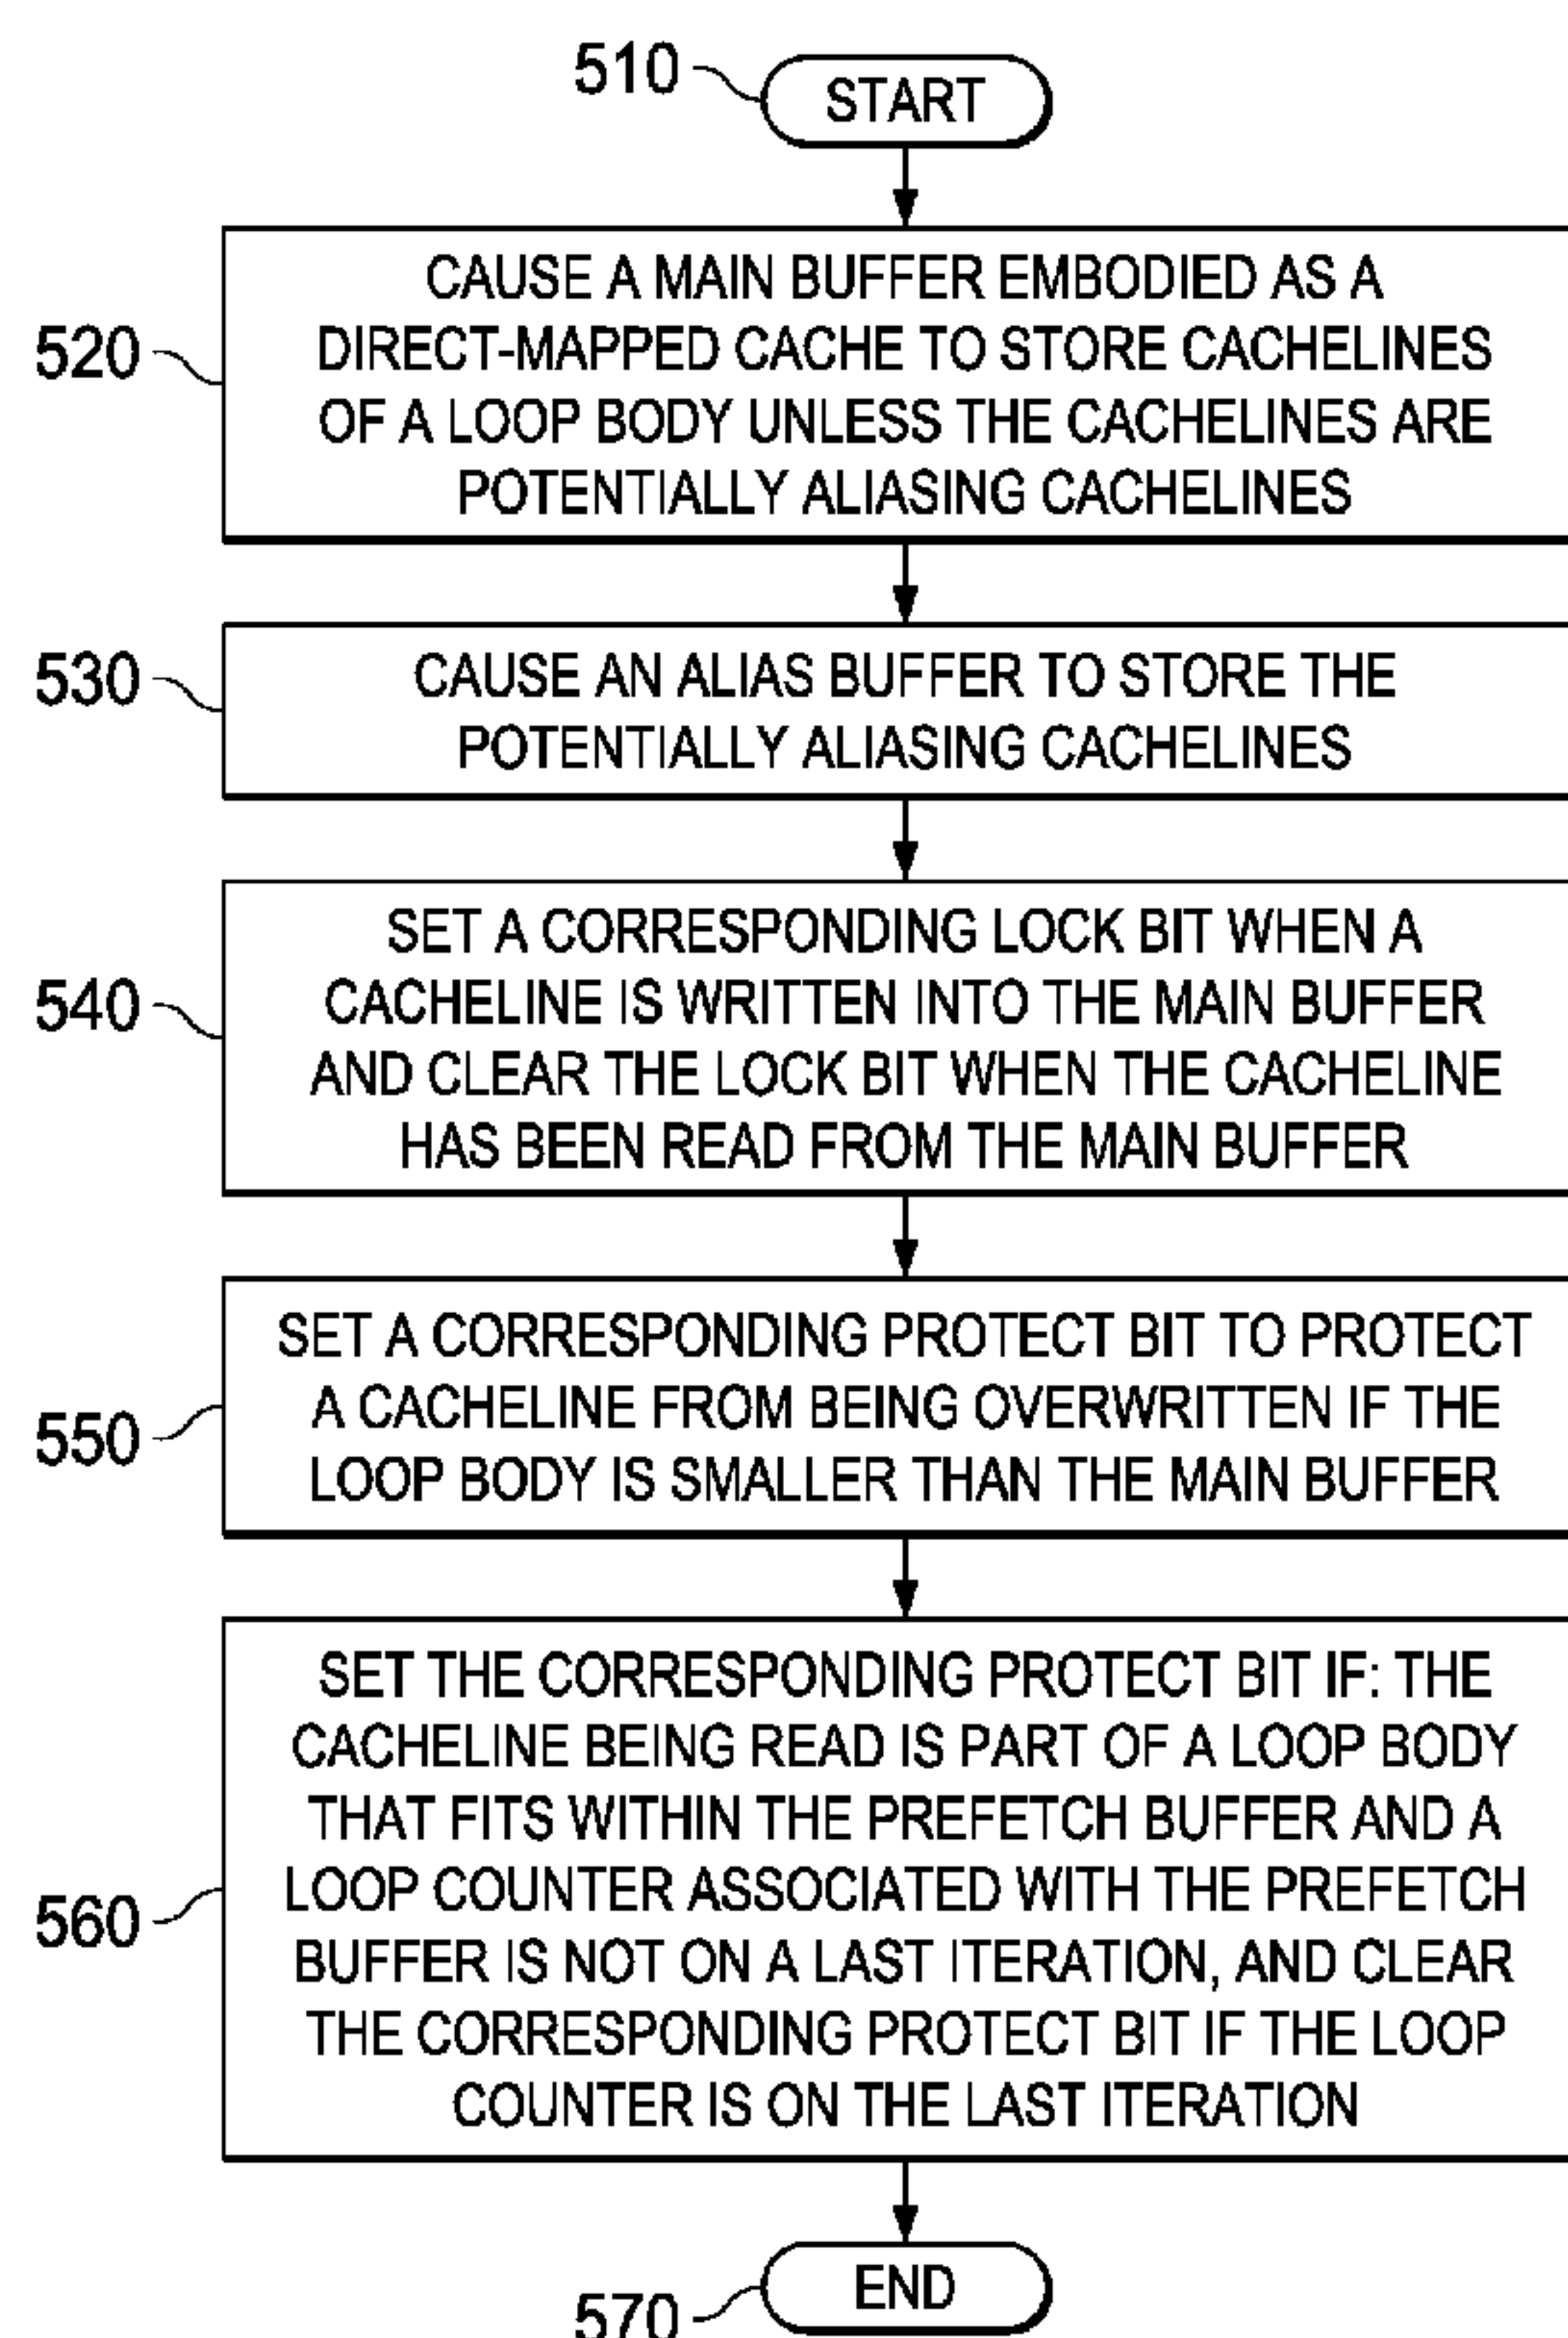 510
START
520
CAUSE A MAIN BUFFER EMBODIED AS A
DIRECT-MAPPED CACHE TO STORE CACHELINES
OF A LOOP BODY UNLESS THE CACHELINES ARE
POTENTIALLY ALIASING CACHELINES
530
CAUSE AN ALIAS BUFFER TO STORE THE
POTENTIALLY ALIASING CACHELINES
540
SET A CORRESPONDING LOCK BIT WHEN A
CACHELINE IS WRITTEN INTO THE MAIN BUFFER
AND CLEAR THE LOCK BIT WHEN THE CACHELINE
HAS BEEN READ FROM THE MAIN BUFFER
550
SET A CORRESPONDING PROTECT BIT TO PROTECT
A CACHELINE FROM BEING OVERWRITTEN IF THE
LOOP BODY IS SMALLER THAN THE MAIN BUFFER
560
SET THE CORRESPONDING PROTECT BIT IF: THE
CACHELINE BEING READ IS PART OF A LOOP BODY
THAT FITS WITHIN THE PREFETCH BUFFER AND A
LOOP COUNTER ASSOCIATED WITH THE PREFETCH
BUFFER IS NOT ON A LAST ITERATION, AND CLEAR
THE CORRESPONDING PROTECT BIT IF THE LOOP
COUNTER IS ON THE LAST ITERATION
570
END